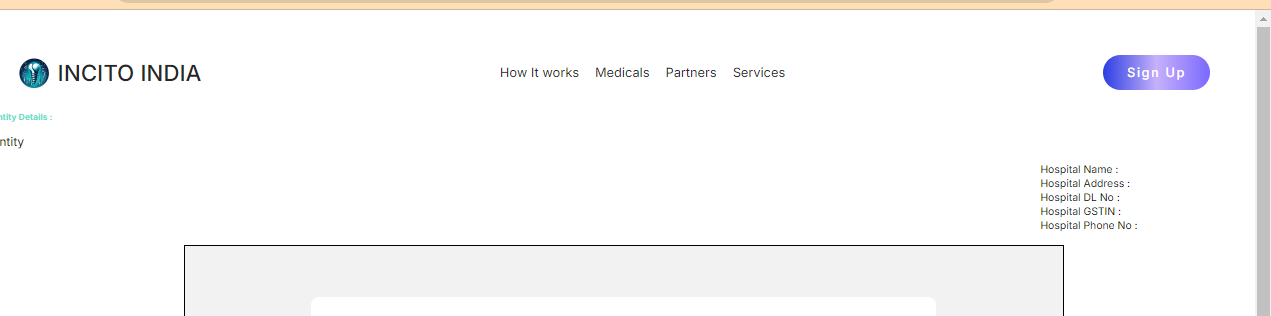 INCITO INDIA
How It works Medicals Partners Services
Sign Up
ntity Details :
ntity
Hospital Name :
Hospital Address :
Hospital DL No :
Hospital GSTIN :
Hospital Phone No :